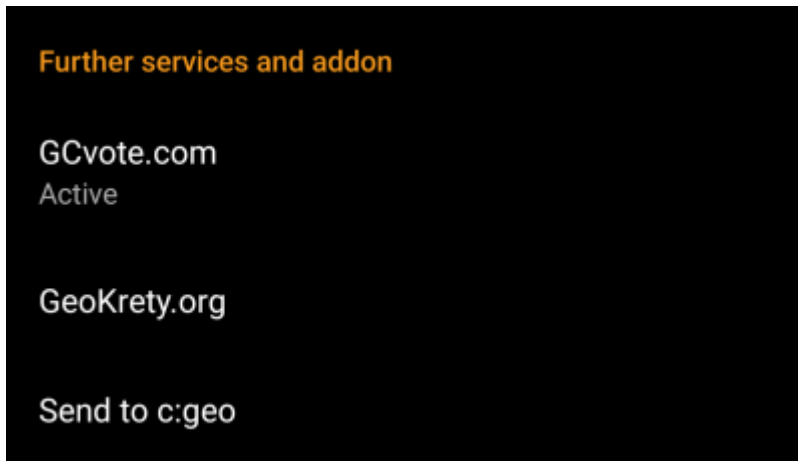 Further services and addon
GCvote.com
Active
GeoKrety.org
Send to c:geo